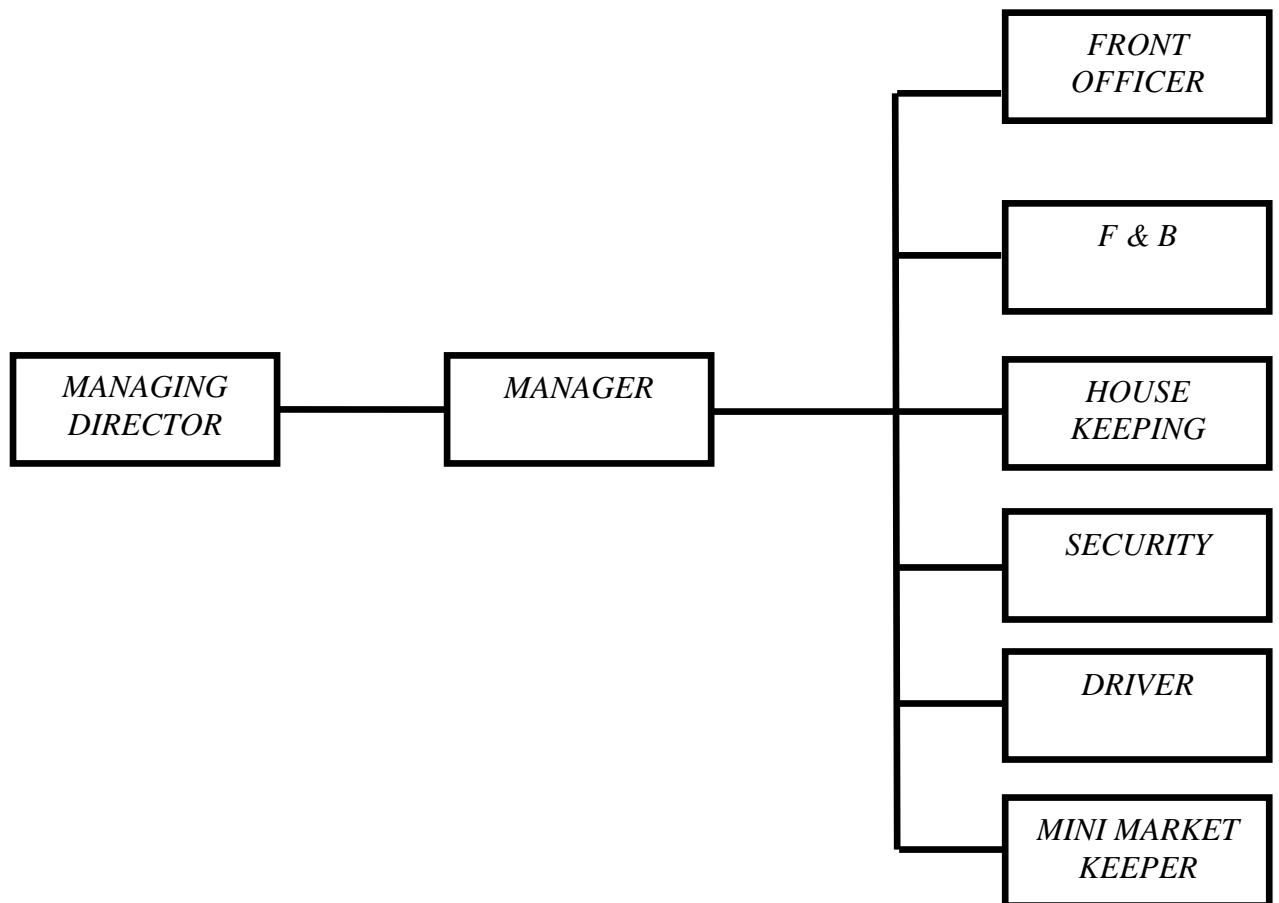 FRONT
OFFICER
F & B
MANAGING
DIRECTOR
MANAGER
HOUSE
KEEPING
SECURITY
DRIVER
MINI MARKET
KEEPER